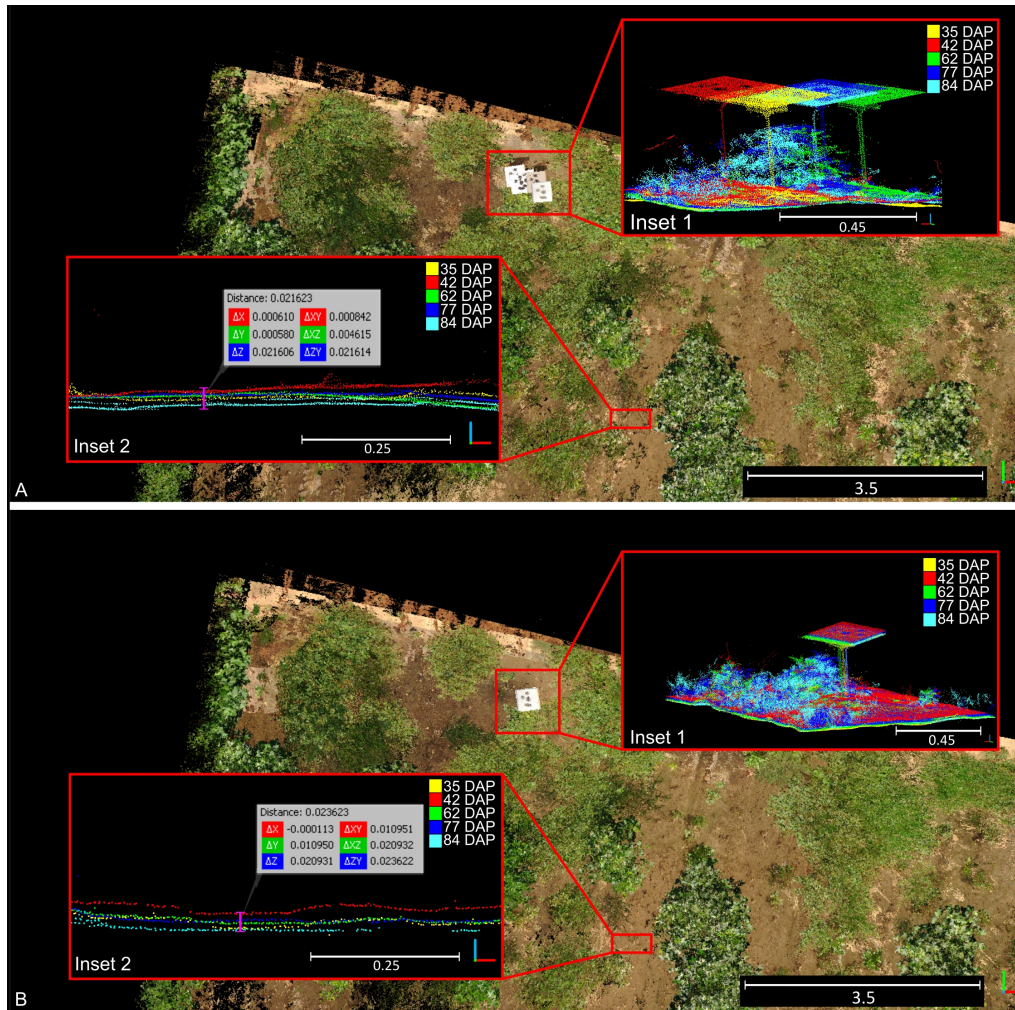 35 DAP
42 DAP
62 DAP
77 DAP
84 DAP
Inset 1
0.45
35 DAP
42 DAP
62 DAP
77 DAP
84 DAP
Distance: 0.021623
ΔX 0.000610 ΔXY 0.000842
ΔY 0.000580 ΔXZ 0.004615
ΔZ 0.021606 ΔZY 0.021614
Inset 2
0.25
3.5
A
35 DAP
42 DAP
62 DAP
77 DAP
84 DAP
Inset 1
0.45
35 DAP
42 DAP
62 DAP
77 DAP
84 DAP
Distance: 0.023623
ΔX -0.000113 ΔXY 0.010951
ΔY 0.010950 ΔXZ 0.020932
ΔZ 0.020931 ΔZY 0.023622
Inset 2
0.25
3.5
B